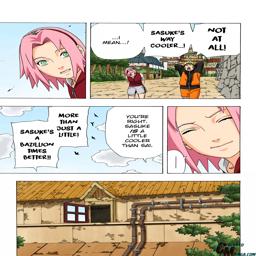 NOT
AT
ALL!
SASUKE'S
WAY
COOLER...!
...I
MEAN...!
YOU'RE
RIGHT.
SASUKE
IS A
LITTLE
COOLER
THAN SAI.
MORE
THAN
JUST A
LITTLE!
SASUKE'S
A
BAZILLION
TIMES
BETTER!!